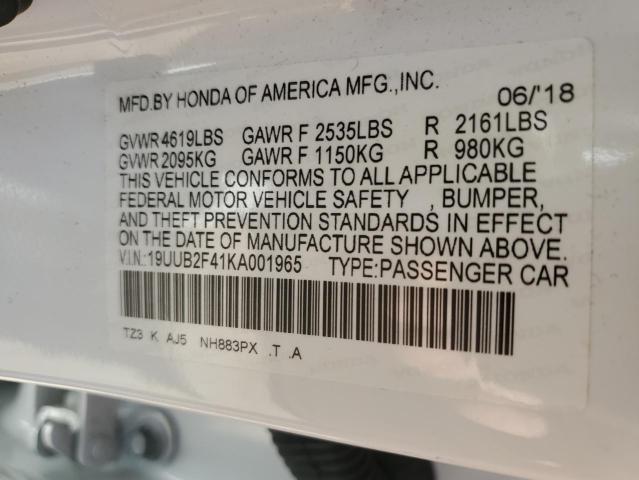 MFD.BY HONDA OF AMERICA MFG.,INC. 06/'18
GVWR 4619LBS GAWR F 2535LBS R 2161LBS
GVWR 2095KG GAWR F 1150KG R 980KG
THIS VEHICLE CONFORMS TO ALL APPLICABLE
FEDERAL MOTOR VEHICLE SAFETY , BUMPER,
AND THEFT PREVENTION STANDARDS IN EFFECT
ON THE DATE OF MANUFACTURE SHOWN ABOVE.
V.I.N.:19UUB2F41KA001965 TYPE:PASSENGER CAR
TZ3 K AJ5 NH883PX .T .A